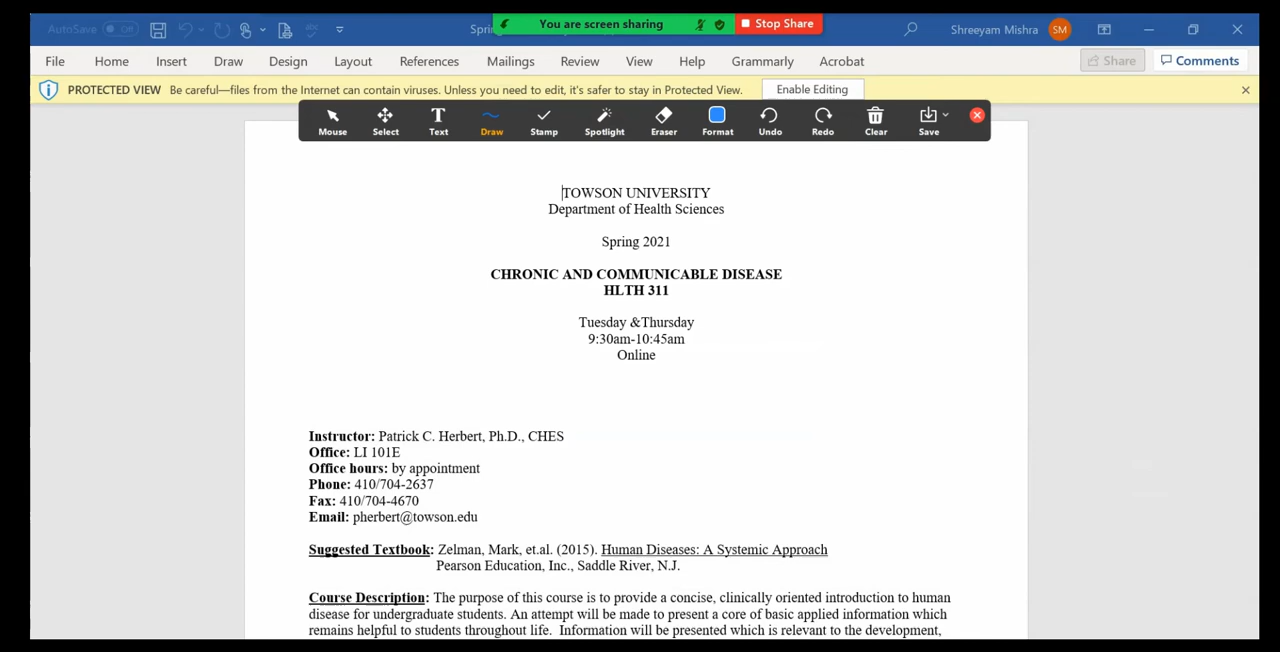 AutoSave Off
Spri
You are screen sharing
Stop Share
Shreeyam Mishra SM
File Home Insert Draw Design Layout References Mailings Review View Help Grammarly Acrobat Share Comments
PROTECTED VIEW Be careful—files from the Internet can contain viruses. Unless you need to edit, it's safer to stay in Protected View. Enable Editing
Mouse Select Text Draw Stamp Spotlight Eraser Format Undo Redo Clear Save
TOWSON UNIVERSITY
Department of Health Sciences
Spring 2021
CHRONIC AND COMMUNICABLE DISEASE
HLTH 311
Tuesday &Thursday
9:30am-10:45am
Online
Instructor: Patrick C. Herbert, Ph.D., CHES
Office: LI 101E
Office hours: by appointment
Phone: 410/704-2637
Fax: 410/704-4670
Email: pherbert@towson.edu
Suggested Textbook: Zelman, Mark, et.al. (2015). Human Diseases: A Systemic Approach
Pearson Education, Inc., Saddle River, N.J.
Course Description: The purpose of this course is to provide a concise, clinically oriented introduction to human
disease for undergraduate students. An attempt will be made to present a core of basic applied information which
remains helpful to students throughout life. Information will be presented which is relevant to the development,